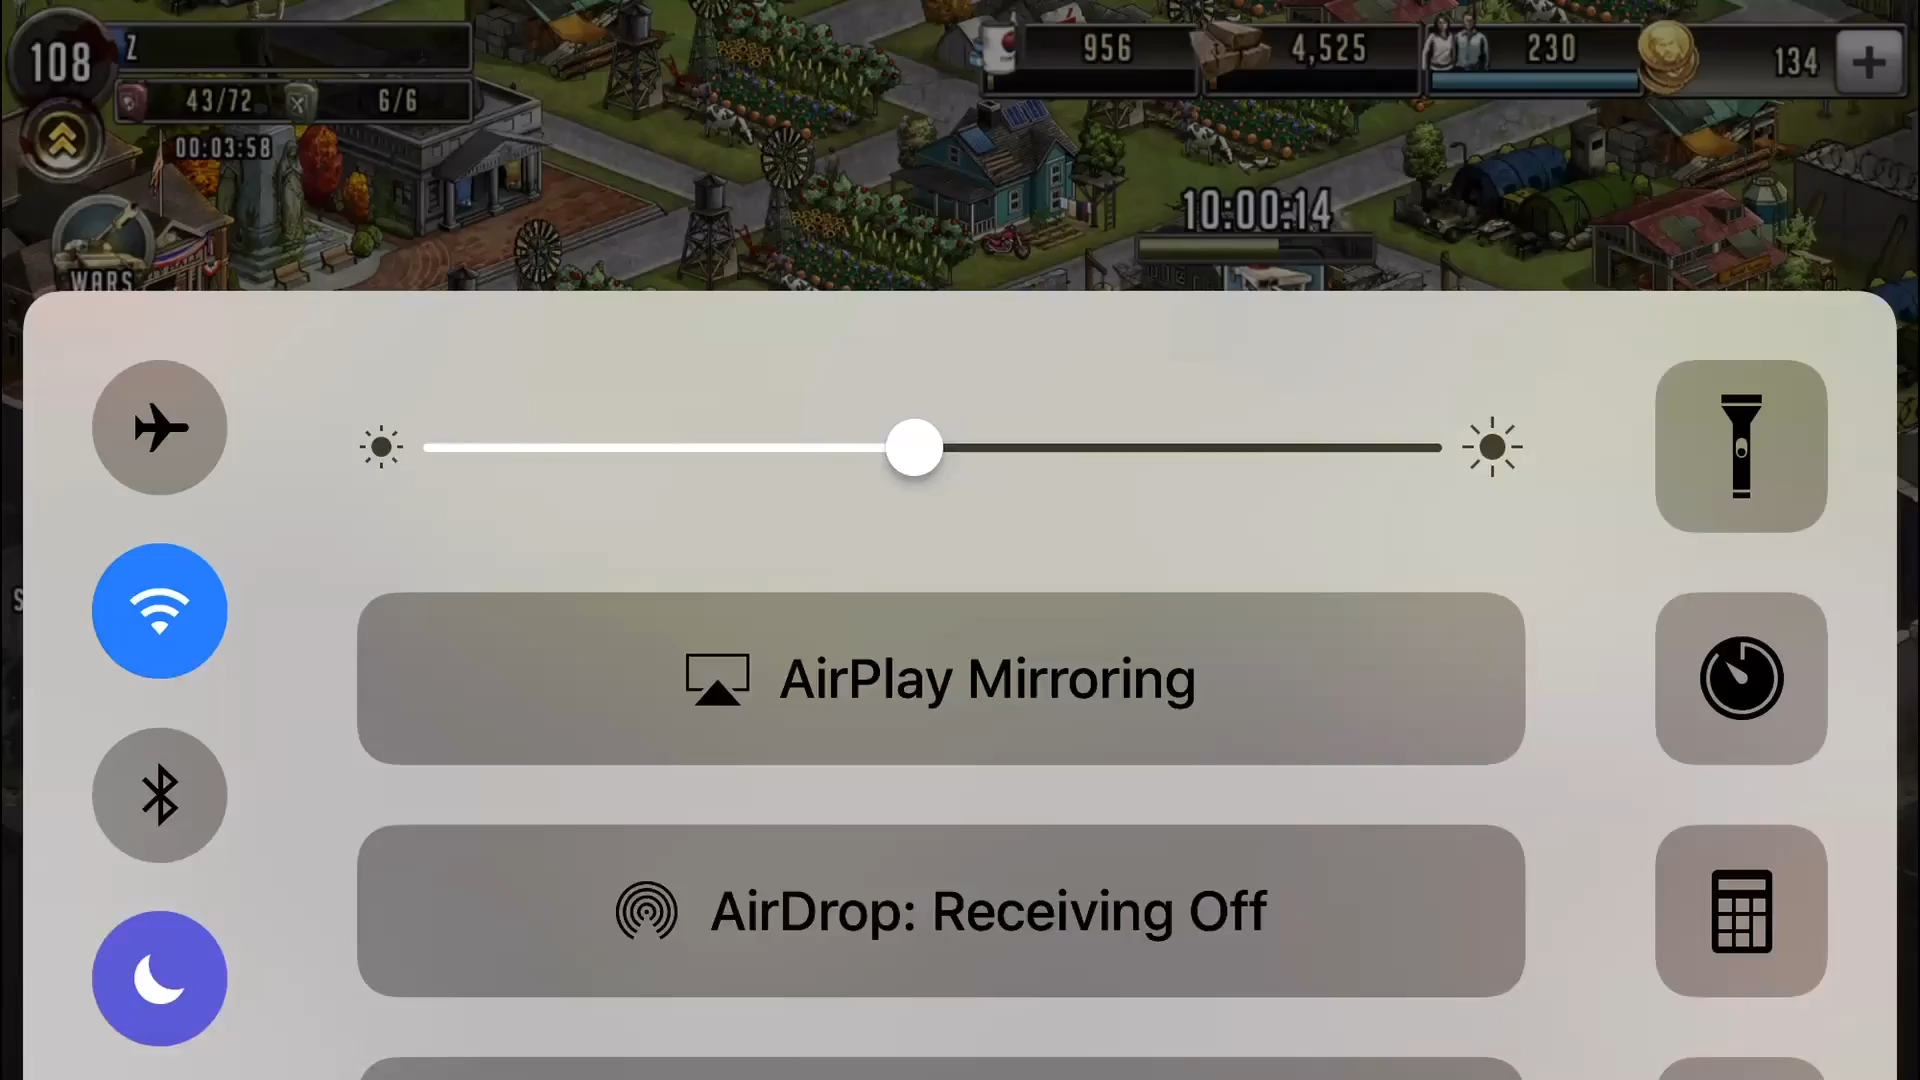 108
Z
956
4,525
230
134
43/72
6/6
00:03:58
10:00:14
WARS
AirPlay Mirroring
AirDrop: Receiving Off